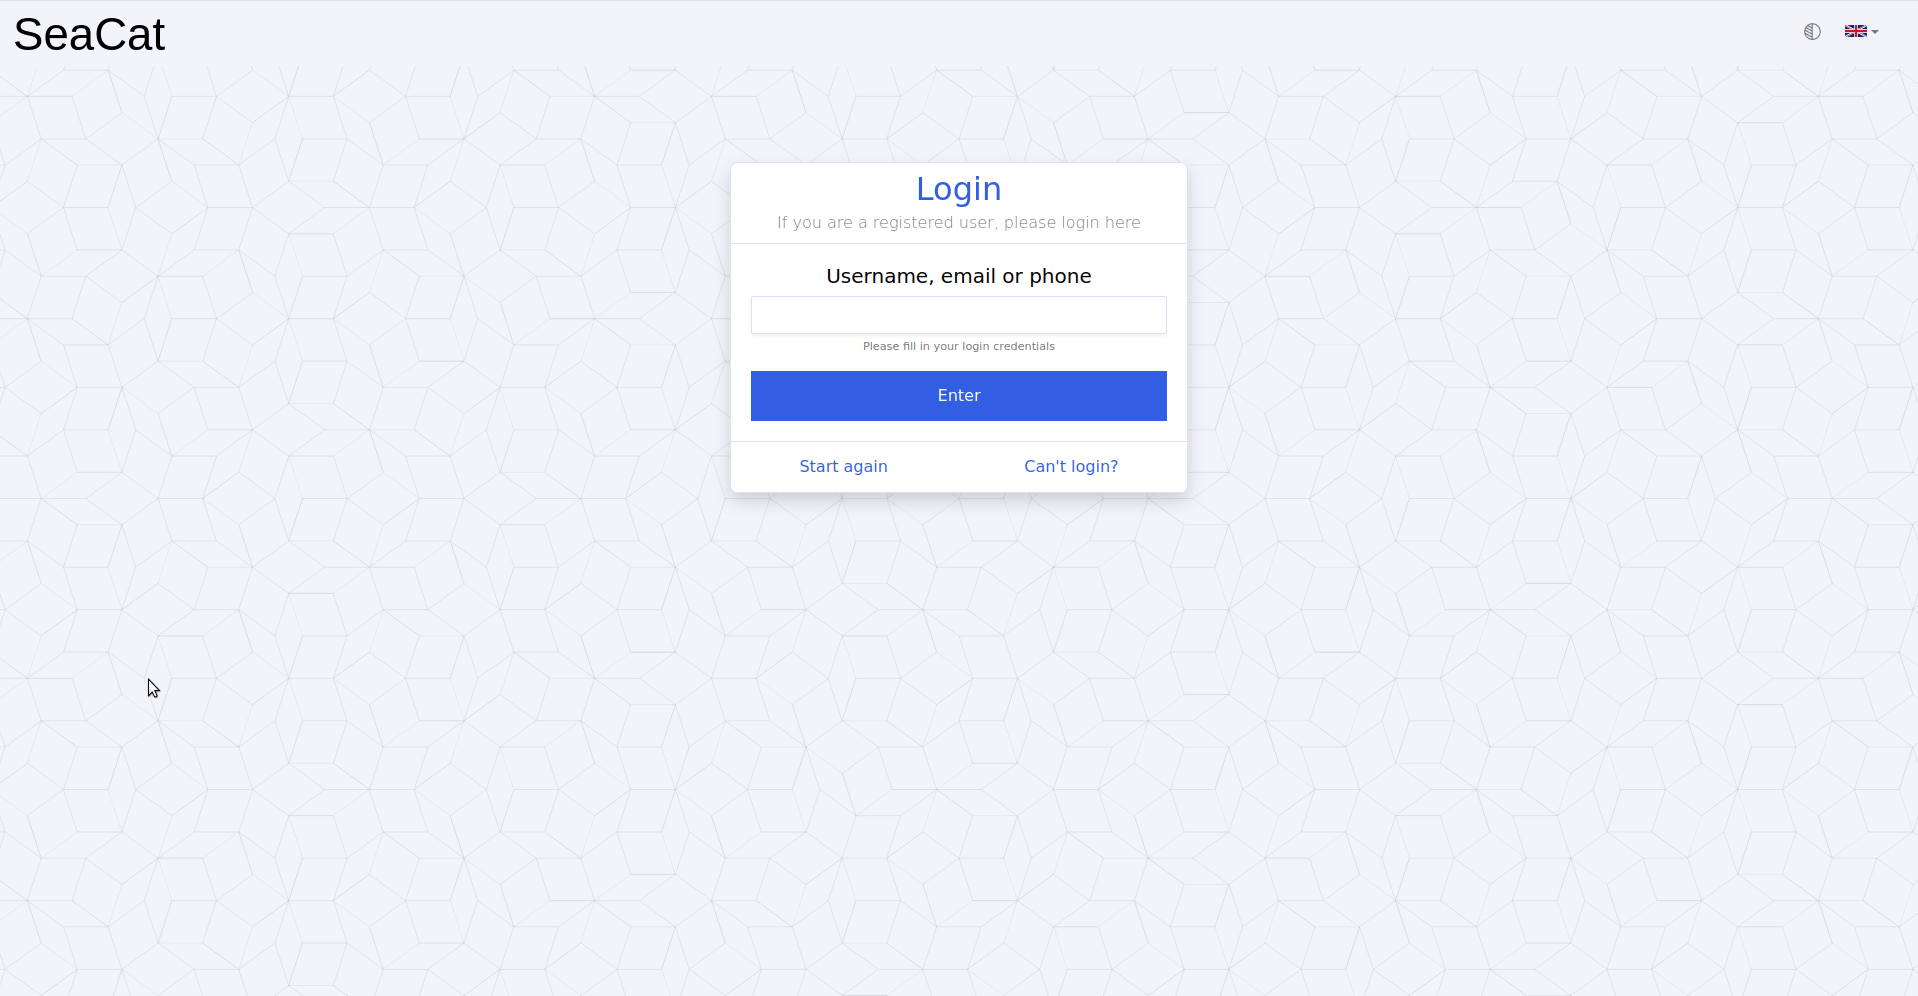 SeaCat
Login
If you are a registered user, please login here
Username, email or phone
Please fill in your login credentials
Enter
Start again
Can't login?